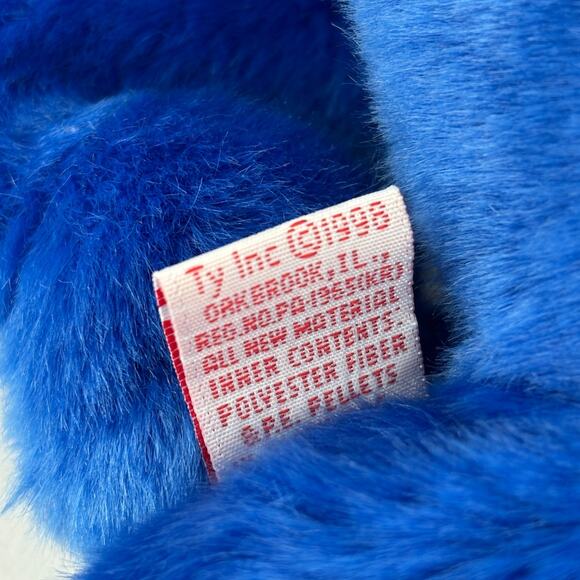 Ty Inc ©1998
OAKBROOK, IL.,
REG.NO.PA·1965(KR)
ALL NEW MATERIAL
INNER CONTENTS
POLYESTER FIBER
& P.E. PELLETS